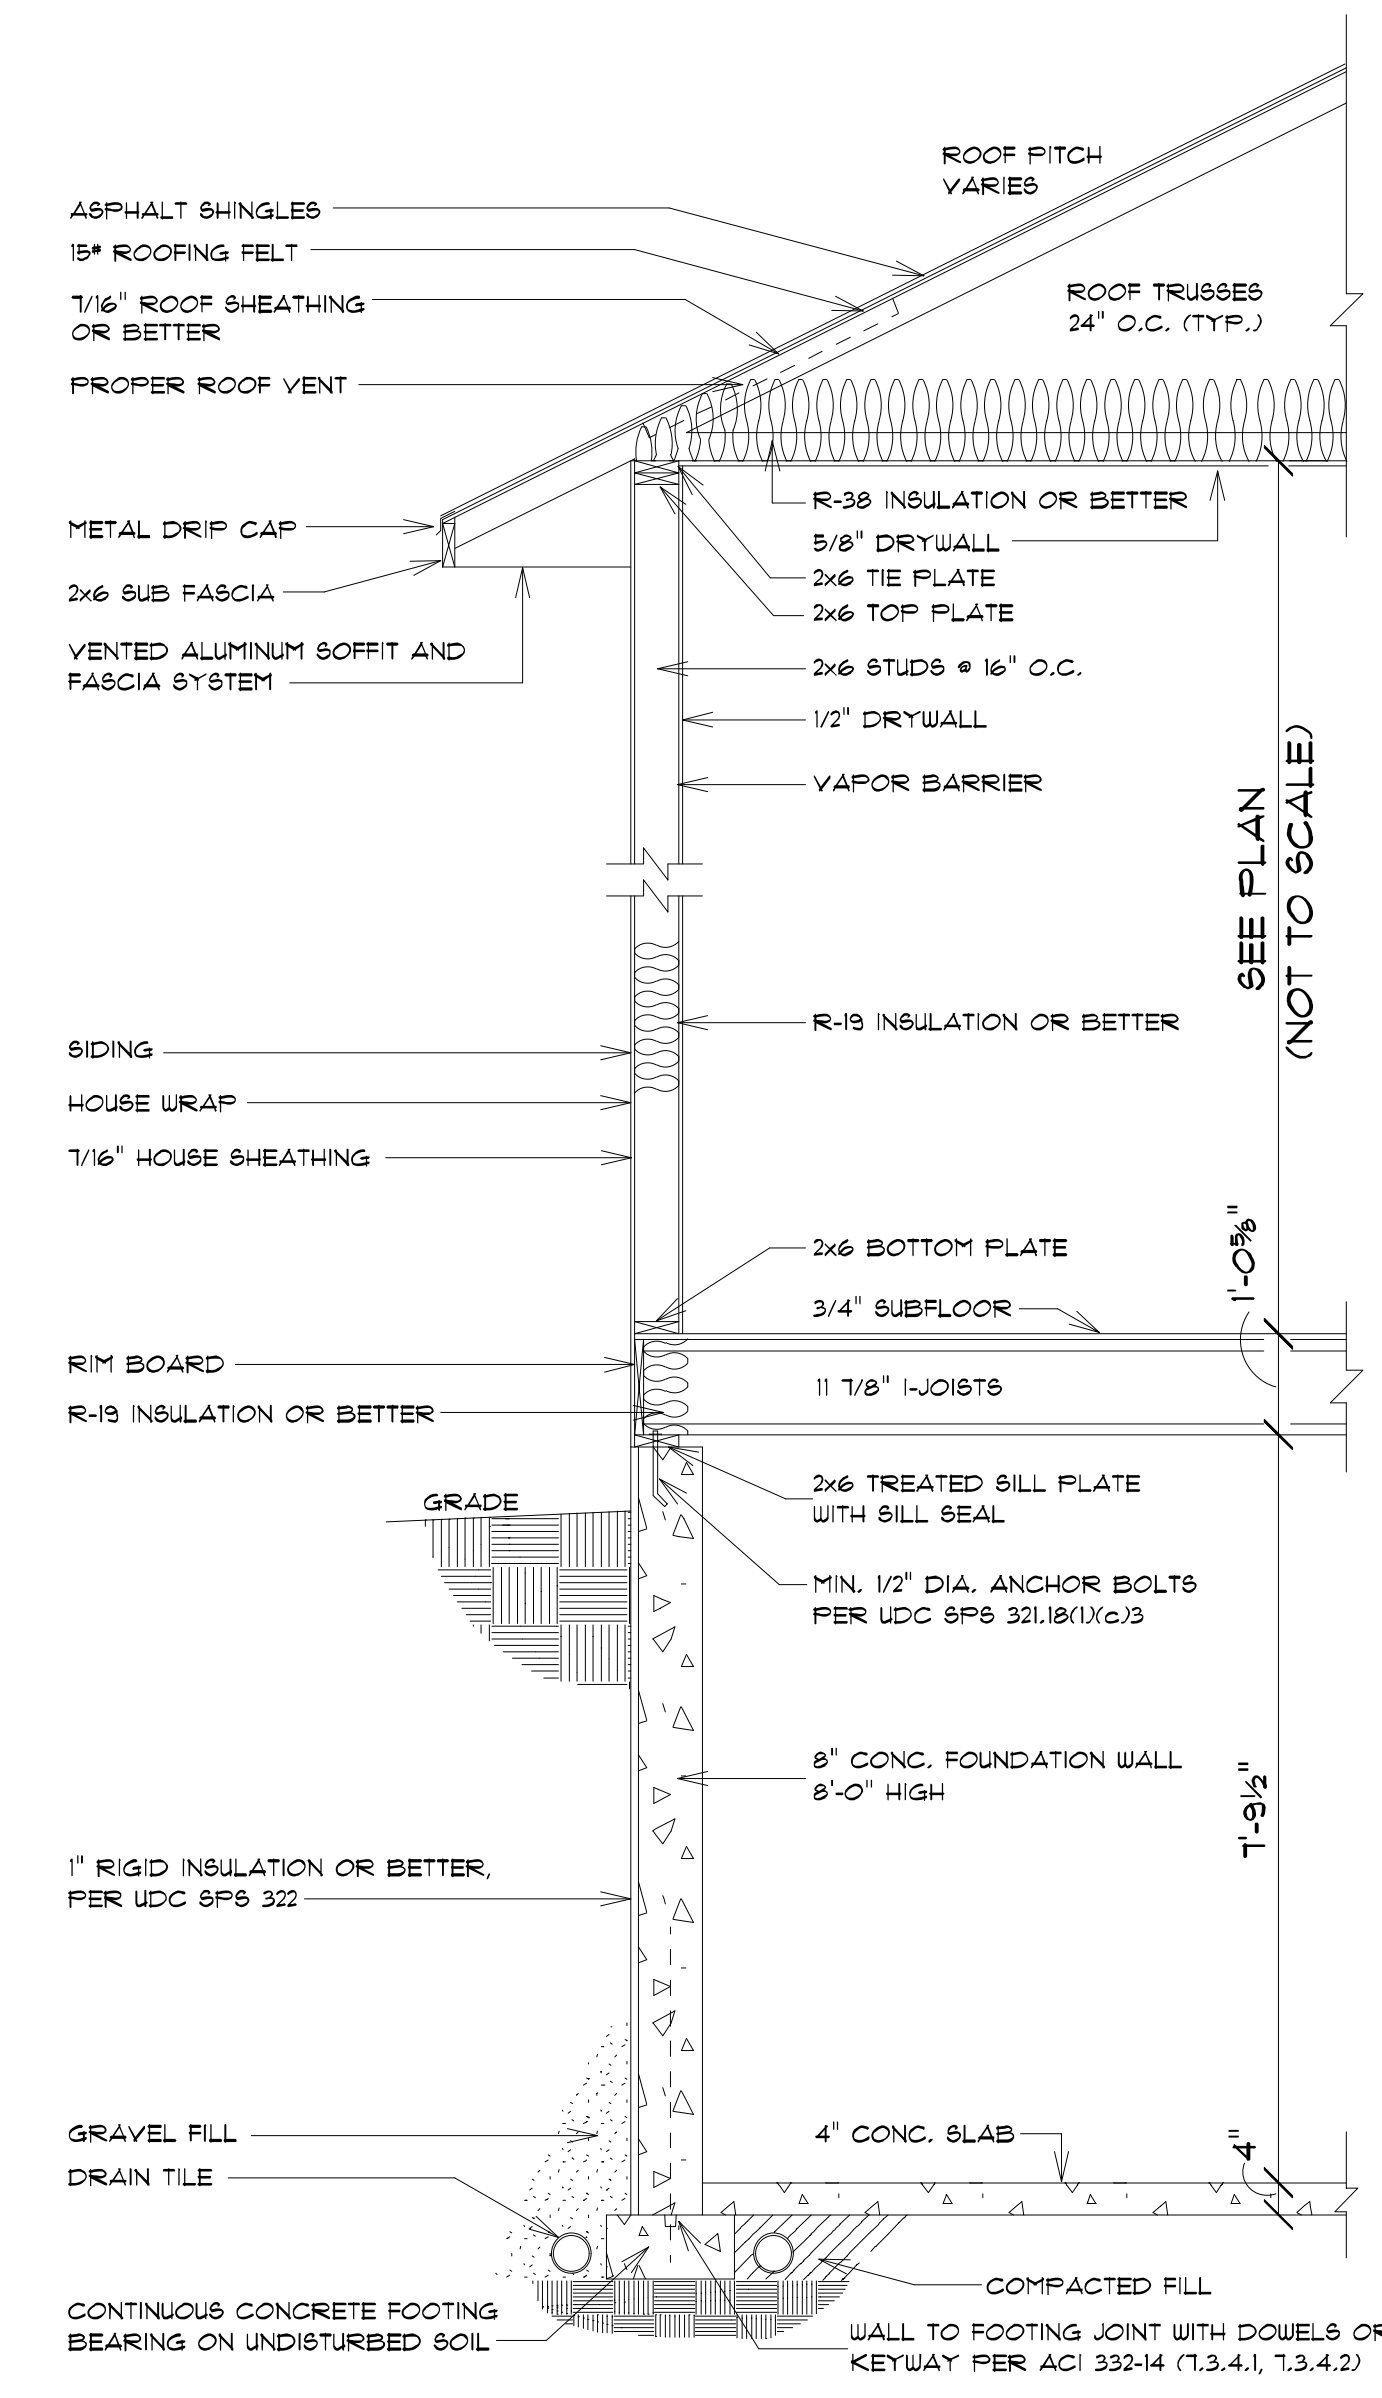 ROOF PITCH
VARIES
ASPHALT SHINGLES
15# ROOFING FELT
7/16" ROOF SHEATHING
OR BETTER
ROOF TRUSSES
24" O.C. (TYP.)
PROPER ROOF VENT
R-38 INSULATION OR BETTER
METAL DRIP CAP
5/8" DRYWALL
2x6 TIE PLATE
2x6 SUB FASCIA
2x6 TOP PLATE
VENTED ALUMINUM SOFFIT AND
FASCIA SYSTEM
2x6 STUDS @ 16" O.C.
1/2" DRYWALL
VAPOR BARRIER
SEE PLAN
(NOT TO SCALE)
R-19 INSULATION OR BETTER
SIDING
HOUSE WRAP
7/16" HOUSE SHEATHING
1'-0⅝"
2x6 BOTTOM PLATE
3/4" SUBFLOOR
RIM BOARD
11 7/8" I-JOISTS
R-19 INSULATION OR BETTER
2x6 TREATED SILL PLATE
WITH SILL SEAL
GRADE
MIN. 1/2" DIA. ANCHOR BOLTS
PER UDC SPS 321.18(1)(c)3
8" CONC. FOUNDATION WALL
8'-0" HIGH
7'-9½"
1" RIGID INSULATION OR BETTER,
PER UDC SPS 322
GRAVEL FILL
4" CONC. SLAB
4"
DRAIN TILE
COMPACTED FILL
CONTINUOUS CONCRETE FOOTING
BEARING ON UNDISTURBED SOIL
WALL TO FOOTING JOINT WITH DOWELS OR
KEYWAY PER ACI 332-14 (7.3.4.1, 7.3.4.2)